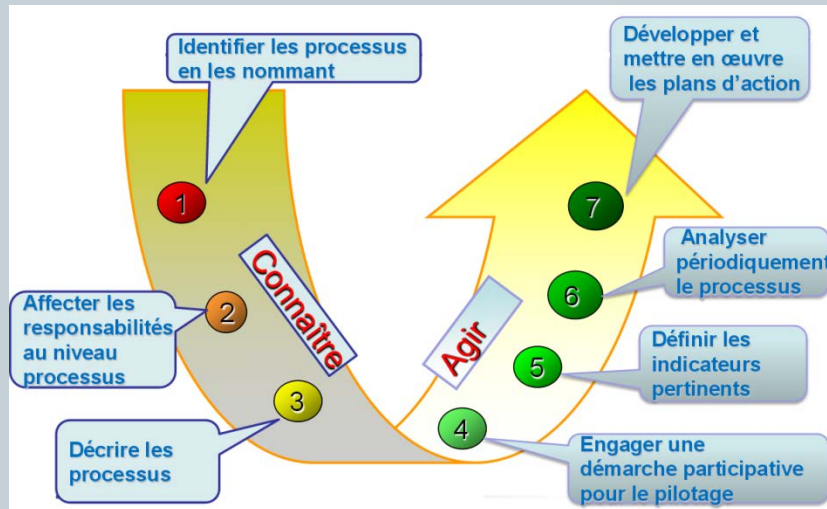 Identifier les processus
en les nommant
1
Affecter les
responsabilités
au niveau
processus
2
Décrire les
processus
3
Connaître
Agir
4
Engager une
démarche participative
pour le pilotage
5
Définir les
indicateurs
pertinents
6
Analyser
périodiquement
le processus
7
Développer et
mettre en œuvre
les plans d’action